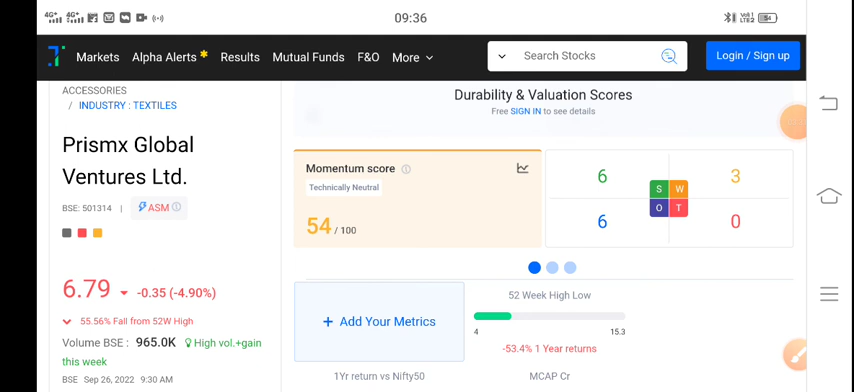 4G+ 4G+ 09:36 Vo) LTE2
Markets Alpha Alerts Results Mutual Funds F&O More Search Stocks Login / Sign up
ACCESSORIES
/ INDUSTRY : TEXTILES
Prismx Global
Ventures Ltd.
BSE: 501314 | ASM
6.79 -0.35 (-4.90%)
55.56% Fall from 52W High
Volume BSE : 965.0K High vol.+gain
this week
BSE Sep 26, 2022 9:30 AM
Durability & Valuation Scores
Free SIGN IN to see details
Momentum score
Technically Neutral
54 / 100
6 3
S W
O T
6 0
+ Add Your Metrics
52 Week High Low
4 15.3
-53.4% 1 Year returns
1Yr return vs Nifty50 MCAP Cr